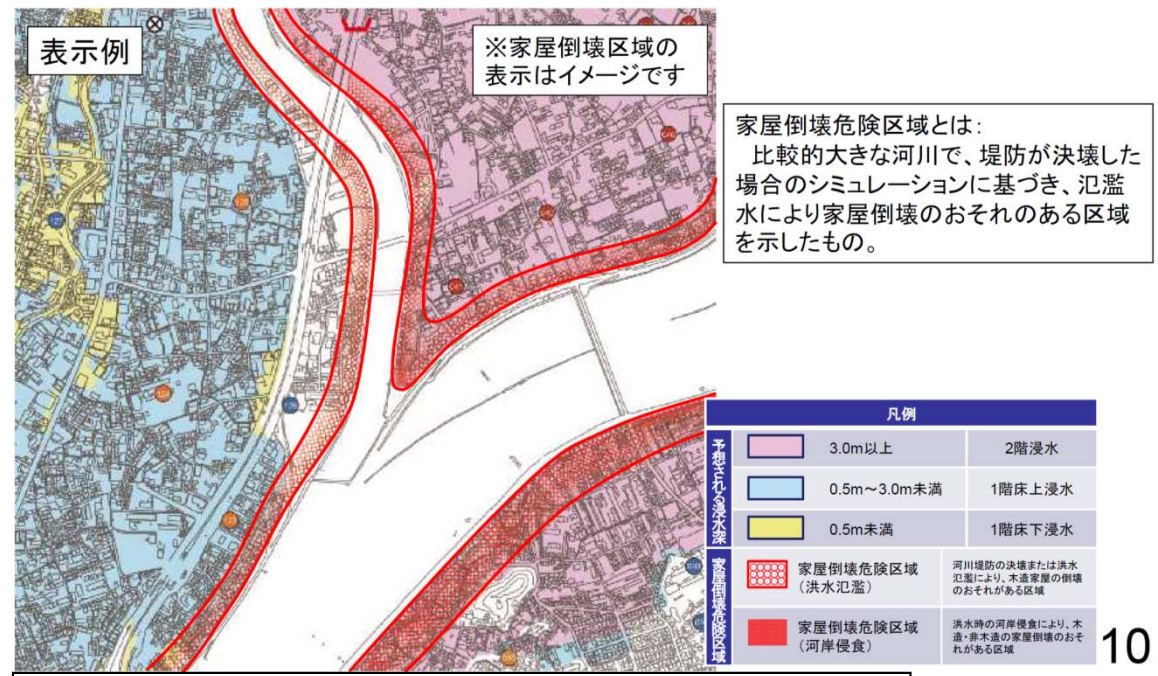 表示例
※家屋倒壊区域の
表示はイメージです
家屋倒壊危険区域とは:
比較的大きな河川で、堤防が決壊した
場合のシミュレーションに基づき、氾濫
水により家屋倒壊のおそれのある区域
を示したもの。
凡例
予想される浸水深
3.0m以上
2階浸水
0.5m～3.0m未満
1階床上浸水
0.5m未満
1階床下浸水
家屋倒壊危険区域
家屋倒壊危険区域
（洪水氾濫）
河川堤防の決壊または洪水
氾濫により、木造家屋の倒壊
のおそれがある区域
家屋倒壊危険区域
（河岸侵食）
洪水時の河岸侵食により、木
造・非木造の家屋倒壊のおそ
れがある区域
10